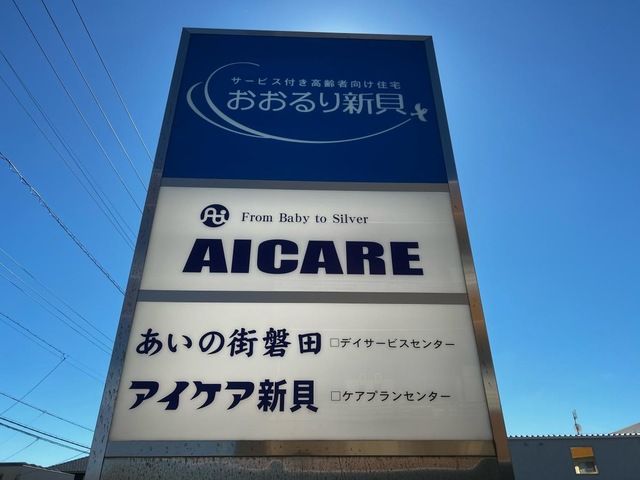 サービス付き高齢者向け住宅
おおるり新貝
Ai From Baby to Silver
AICARE
あいの街磐田 □デイサービスセンター
アイケア新貝 □ケアプランセンター